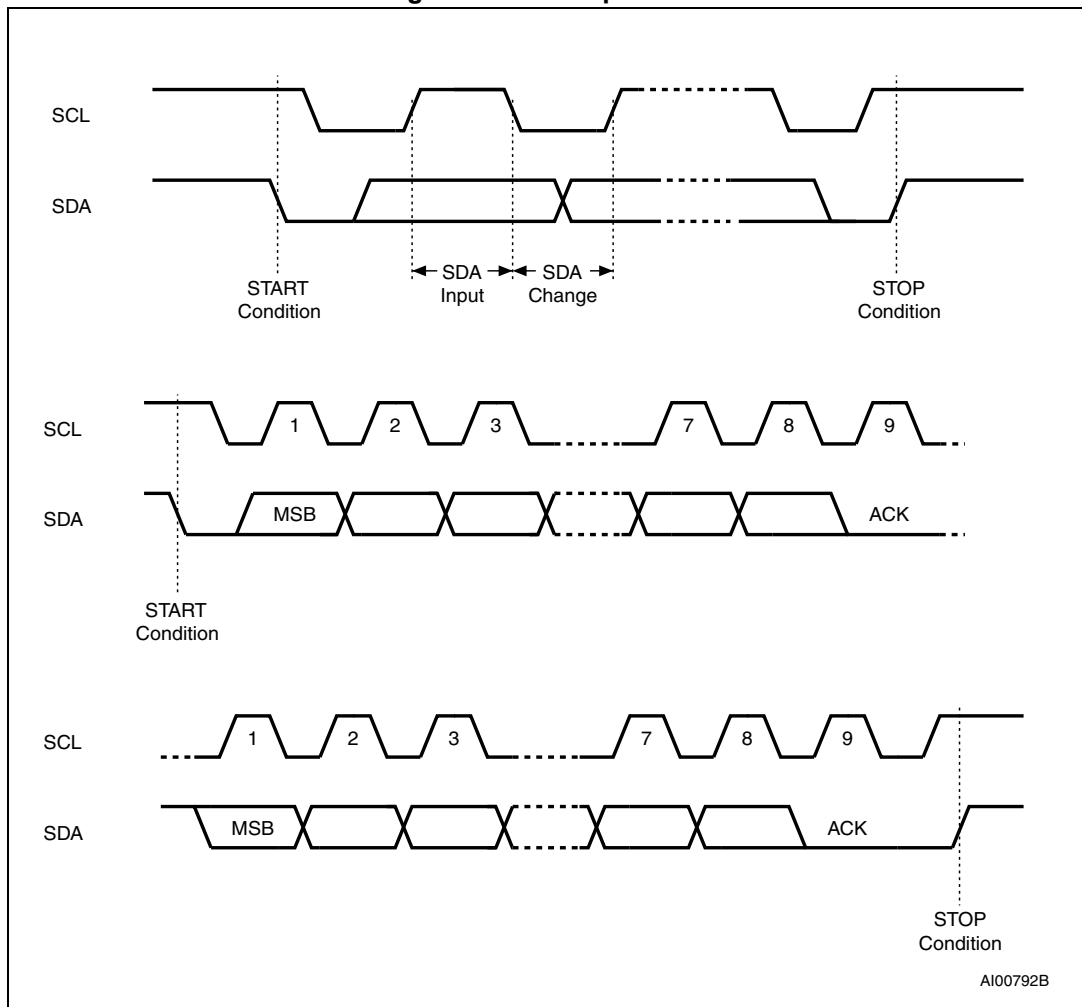 SCL
SDA
SDA Input
SDA Change
START Condition
STOP Condition
SCL
1 2 3 7 8 9
SDA
MSB ACK
START Condition
SCL
1 2 3 7 8 9
SDA
MSB ACK
STOP Condition
AI00792B